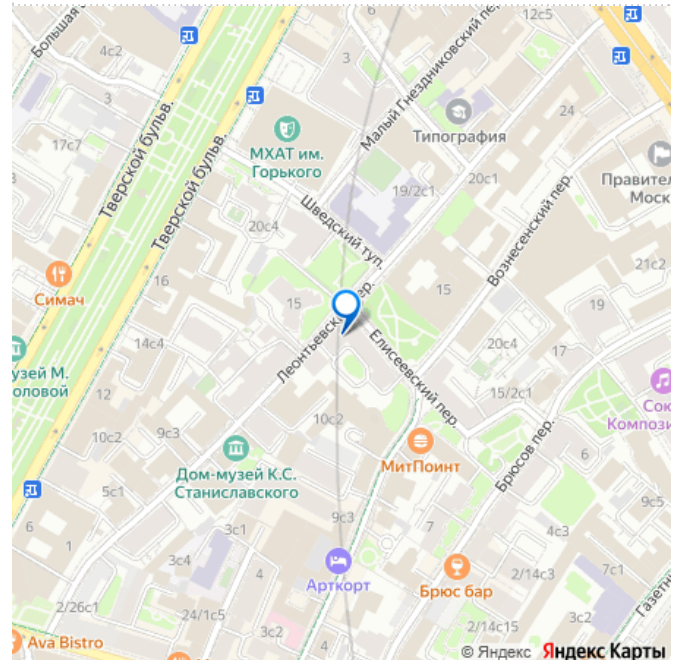 Большая
4с2
12с5
3
Тверской бульв.
Малый Гнездниковский пер.
24
Типография
МХАТ им.
Горького
17с7
Правител
Моск
19/2с1
20с1
Шведский туп.
Вознесенский пер.
20с4
Тверской бульв.
21с2
Симач
16
15
15
19
Леонтьевск
пер.
14с4
Елисеевский пер.
20с4
17
узей М.
оловой
12
15/2с1
Сок
Композі
10с2
9с3
10с2
МитПоинт
Брюсов пер.
6
Дом-музей К.С.
Станиславского
5с1
9с3
9с5
6
3с1
7
4с3
1
3с4
4
Арткорт
Брюс бар
2/14с3
7с1
Газетн
2/26с1
24/1с5
3
3с2
4
2/14с15
3с2
Ava Bistro
© Яндекс Яндекс Карты